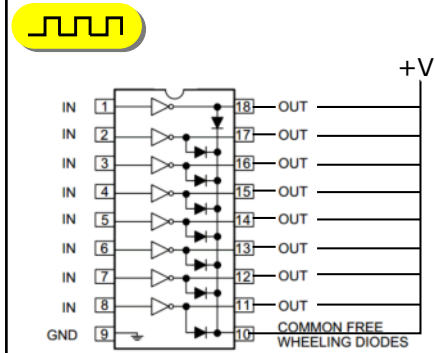 +V
IN 1 18 OUT
IN 2 17 OUT
IN 3 16 OUT
IN 4 15 OUT
IN 5 14 OUT
IN 6 13 OUT
IN 7 12 OUT
IN 8 11 OUT
GND 9 10 COMMON FREE
WHEELING DIODES